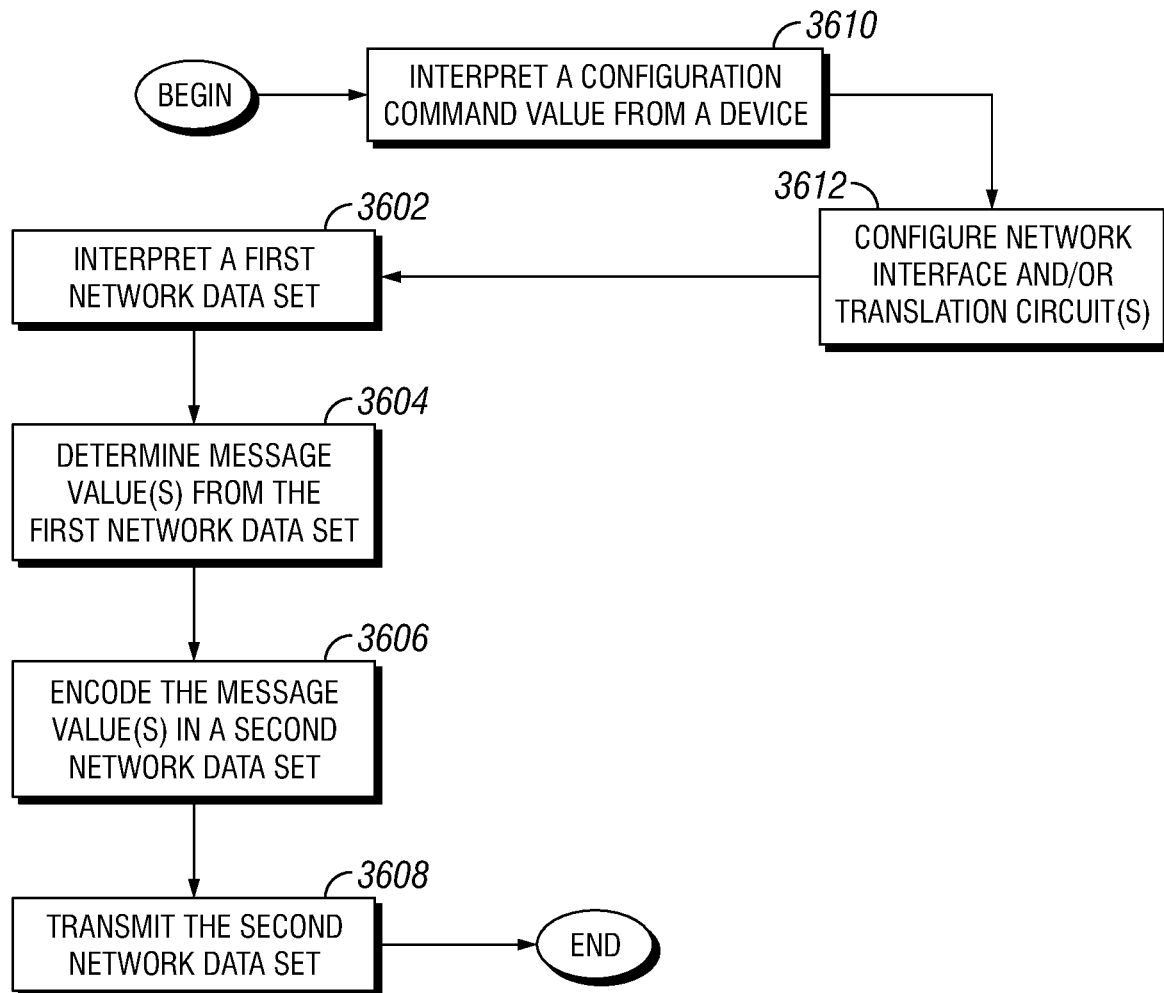 3610
BEGIN
INTERPRET A CONFIGURATION
COMMAND VALUE FROM A DEVICE
3612
CONFIGURE NETWORK
INTERFACE AND/OR
TRANSLATION CIRCUIT(S)
3602
INTERPRET A FIRST
NETWORK DATA SET
3604
DETERMINE MESSAGE
VALUE(S) FROM THE
FIRST NETWORK DATA SET
3606
ENCODE THE MESSAGE
VALUE(S) IN A SECOND
NETWORK DATA SET
3608
TRANSMIT THE SECOND
NETWORK DATA SET
END